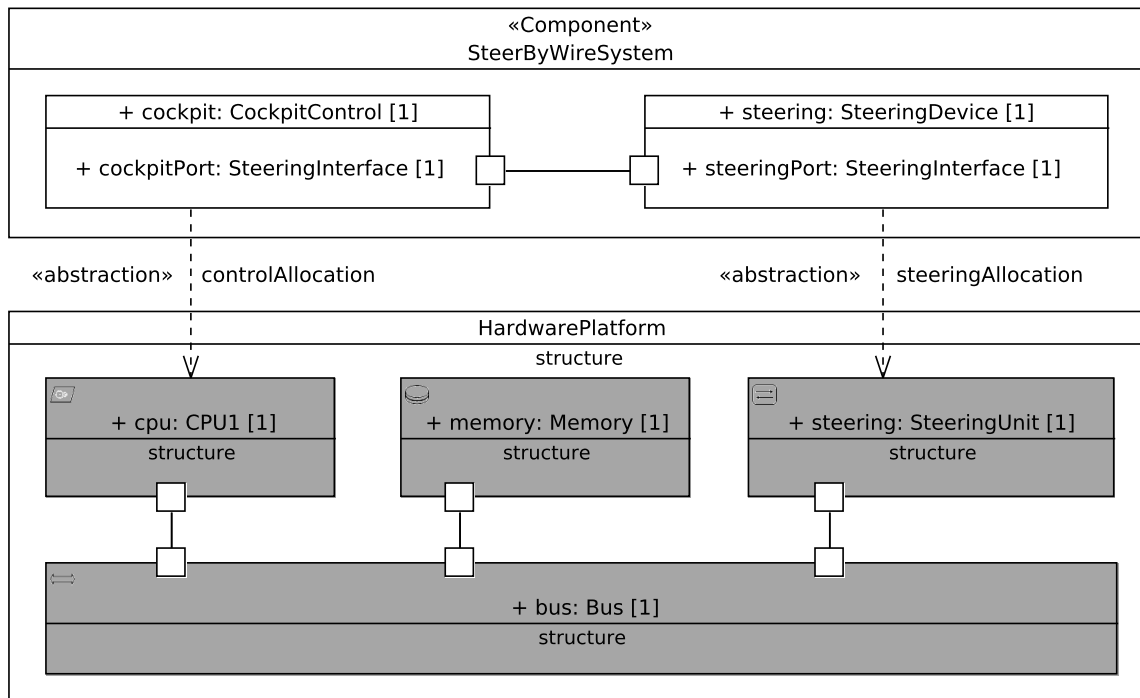 «Component»
SteerByWireSystem
+ cockpit: CockpitControl [1]
+ steering: SteeringDevice [1]
+ cockpitPort: SteeringInterface [1]
+ steeringPort: SteeringInterface [1]
«abstraction»
controlAllocation
«abstraction»
steeringAllocation
HardwarePlatform
structure
+ cpu: CPU1 [1]
+ memory: Memory [1]
+ steering: SteeringUnit [1]
structure
structure
structure
+ bus: Bus [1]
structure